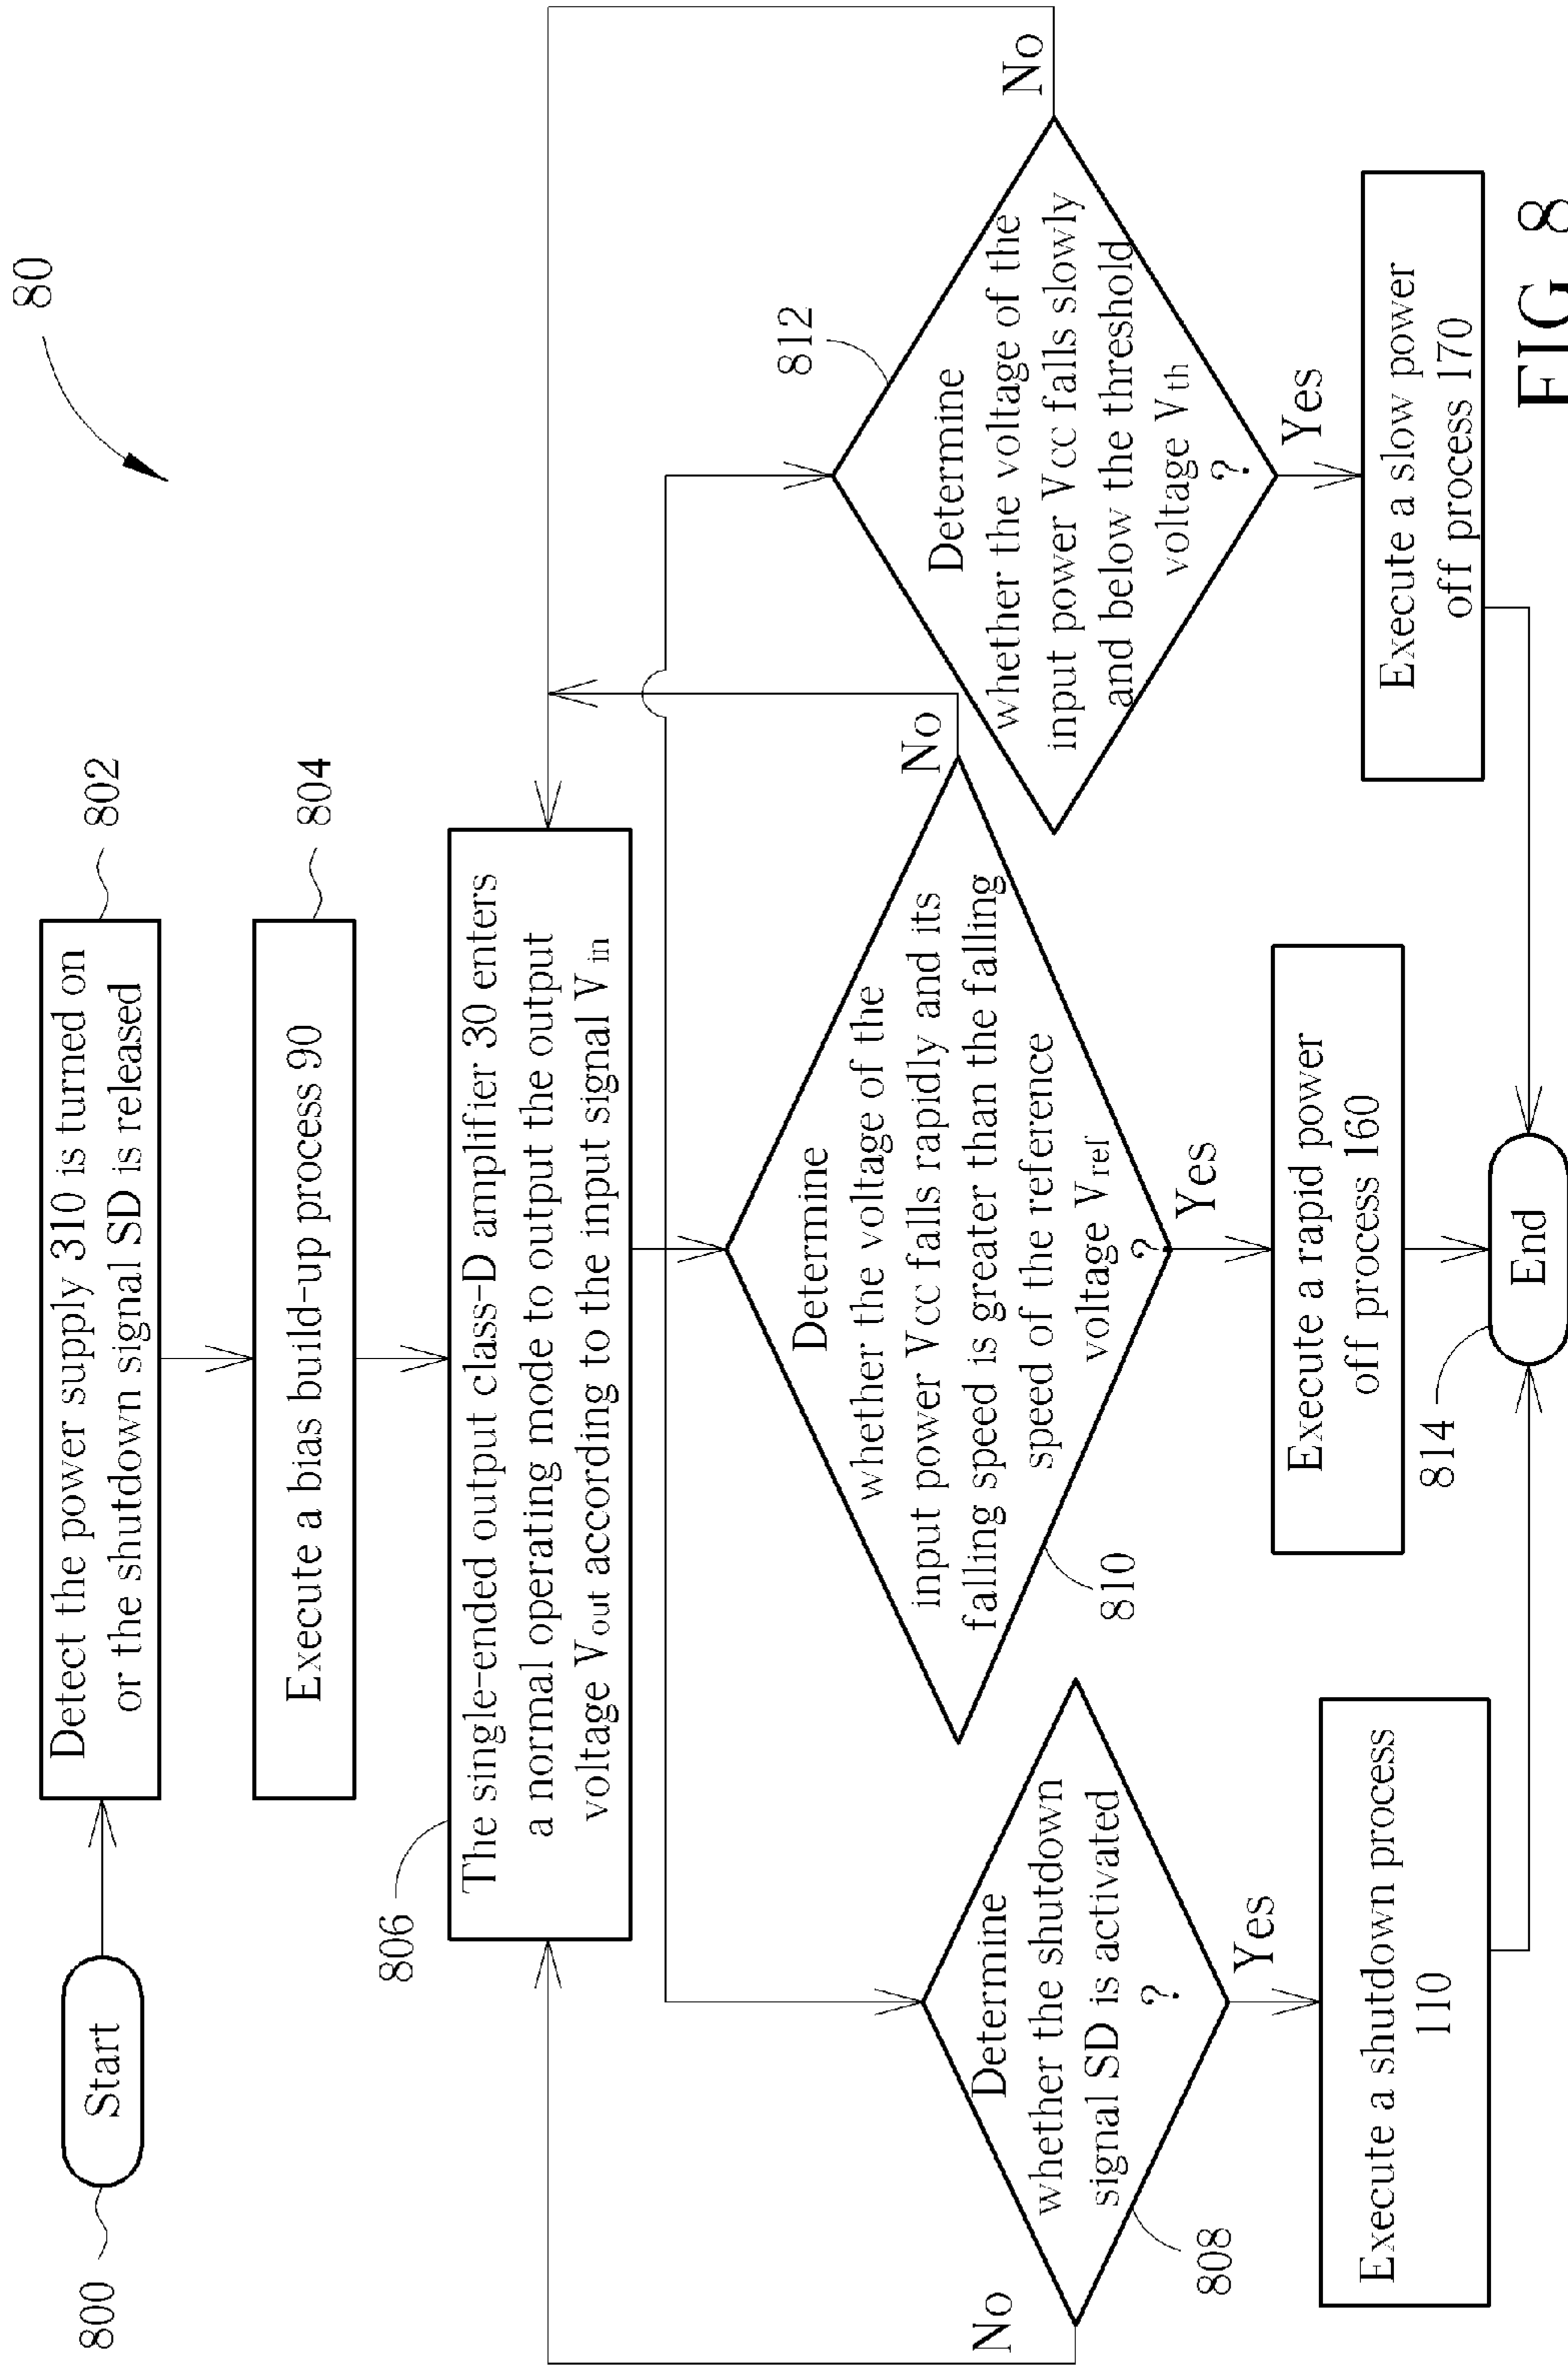 80
800
Start
Detect the power supply 310 is turned on
or the shutdown signal SD is released
802
Execute a bias build-up process 90
804
806
The single-ended output class-D amplifier 30 enters
a normal operating mode to output the output
voltage Vout according to the input signal Vin
No
Determine
whether the shutdown
signal SD is activated
?
808
Yes
Execute a shutdown process
110
Determine
whether the voltage of the
input power VCC falls rapidly and its
falling speed is greater than the falling
speed of the reference
voltage Vref
?
810
No
Yes
Execute a rapid power
off process 160
812
Determine
whether the voltage of the
input power VCC falls slowly
and below the threshold
voltage Vth
?
No
Yes
Execute a slow power
off process 170
814
End
FIG 8